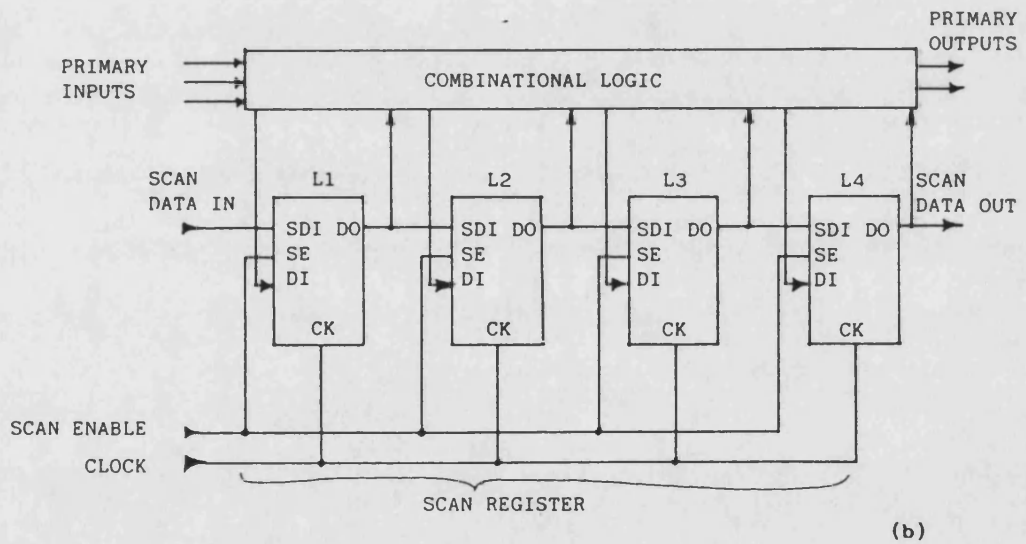 PRIMARY
OUTPUTS
PRIMARY
INPUTS
COMBINATIONAL LOGIC
SCAN
DATA IN
L1
L2
L3
L4
SCAN
DATA OUT
SDI DO
SE
DI
CK
SDI DO
SE
DI
CK
SDI DO
SE
DI
CK
SDI DO
SE
DI
CK
SCAN ENABLE
CLOCK
SCAN REGISTER
(b)